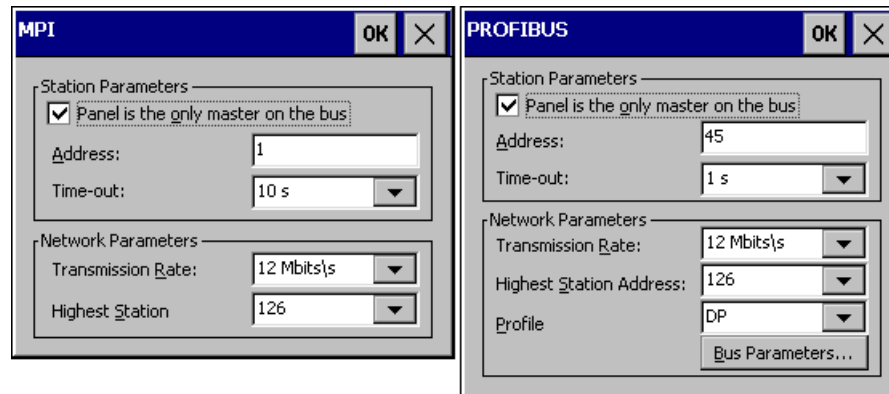 MPI OK
Station Parameters
Panel is the only master on the bus
Address: 1
Time-out: 10 s
Network Parameters
Transmission Rate: 12 Mbits\s
Highest Station 126
PROFIBUS OK
Station Parameters
Panel is the only master on the bus
Address: 45
Time-out: 1 s
Network Parameters
Transmission Rate: 12 Mbits\s
Highest Station Address: 126
Profile DP
Bus Parameters...